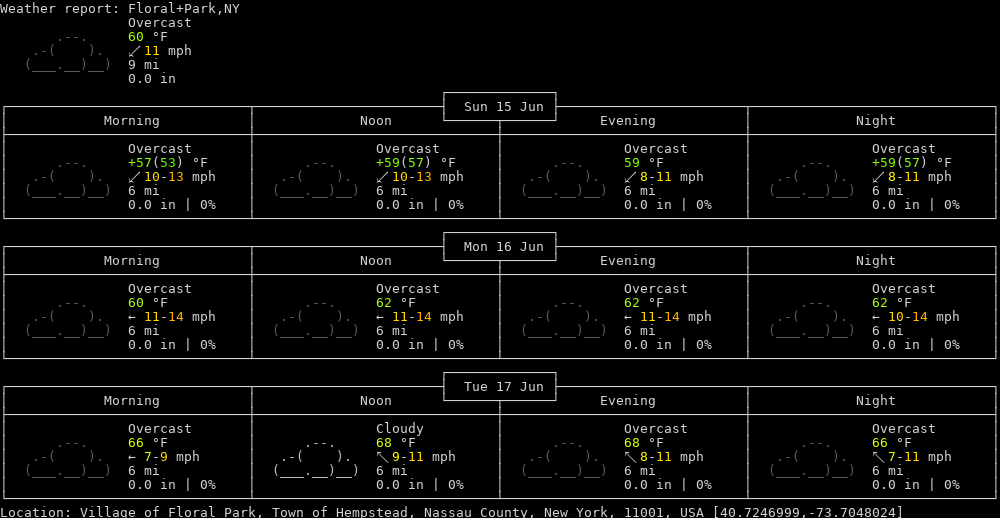 Weather report: Floral+Park,NY
Overcast
60 °F
↙ 11 mph
9 mi
0.0 in
Sun 15 Jun
Morning Noon Evening Night
Overcast Overcast Overcast Overcast
+57(53) °F +59(57) °F 59 °F +59(57) °F
↙ 10-13 mph ↙ 10-13 mph ↙ 8-11 mph ↙ 8-11 mph
6 mi 6 mi 6 mi 6 mi
0.0 in | 0% 0.0 in | 0% 0.0 in | 0% 0.0 in | 0%
Mon 16 Jun
Morning Noon Evening Night
Overcast Overcast Overcast Overcast
60 °F 62 °F 62 °F 62 °F
← 11-14 mph ← 11-14 mph ← 11-14 mph ← 10-14 mph
6 mi 6 mi 6 mi 6 mi
0.0 in | 0% 0.0 in | 0% 0.0 in | 0% 0.0 in | 0%
Tue 17 Jun
Morning Noon Evening Night
Overcast Cloudy Overcast Overcast
66 °F 68 °F 68 °F 66 °F
← 7-9 mph ↖ 9-11 mph ↖ 8-11 mph ↖ 7-11 mph
6 mi 6 mi 6 mi 6 mi
0.0 in | 0% 0.0 in | 0% 0.0 in | 0% 0.0 in | 0%
Location: Village of Floral Park, Town of Hempstead, Nassau County, New York, 11001, USA [40.7246999,-73.7048024]